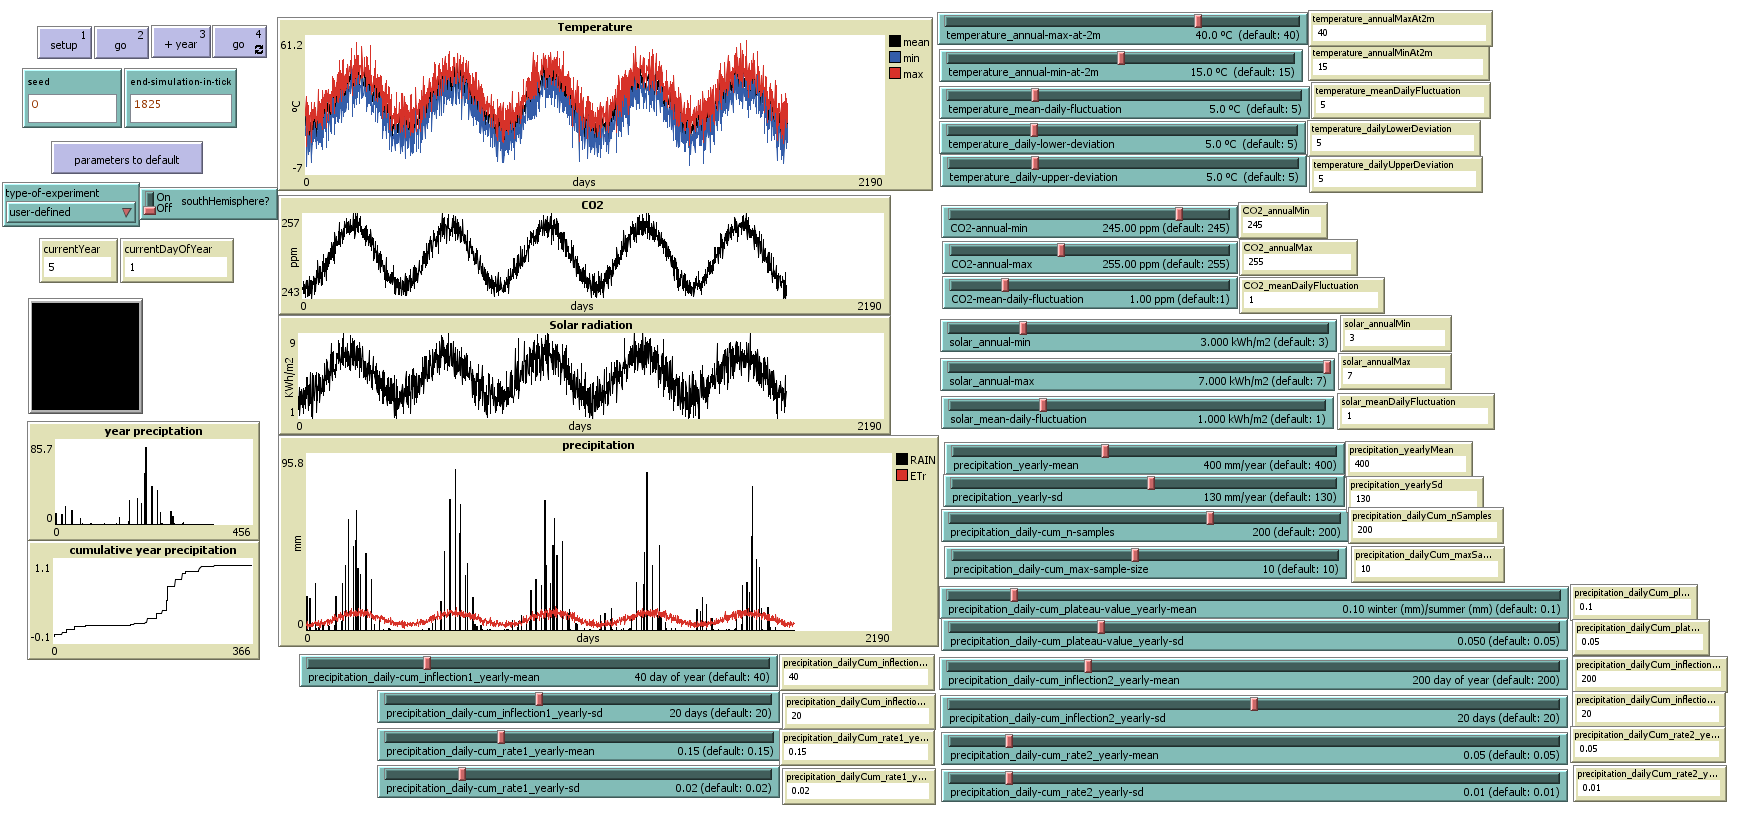 setup 1
go 2
+ year 3
go 4
seed
0
end-simulation-in-tick
1825
parameters to default
type-of-experiment
user-defined
On
Off
southHemisphere?
currentYear
5
currentDayOfYear
1
year preciptation
85.7
0
0
456
cumulative year precipitation
1.1
-0.1
0
366
Temperature
61.2
ºC
-7
0
days
2190
mean
min
max
CO2
257
ppm
243
0
days
2190
Solar radiation
9
kWh/m2
1
0
days
2190
precipitation
95.8
mm
0
0
days
2190
RAIN
ETr
precipitation_daily-cum_inflection1_yearly-mean 40 day of year (default: 40)
precipitation_dailyCum_inflection...
40
precipitation_daily-cum_inflection1_yearly-sd 20 days (default: 20)
precipitation_dailyCum_inflectio...
20
precipitation_daily-cum_rate1_yearly-mean 0.15 (default: 0.15)
precipitation_dailyCum_rate1_ye...
0.15
precipitation_daily-cum_rate1_yearly-sd 0.02 (default: 0.02)
precipitation_dailyCum_rate1_y...
0.02
temperature_annual-max-at-2m 40.0 ºC (default: 40)
temperature_annualMaxAt2m
40
temperature_annual-min-at-2m 15.0 ºC (default: 15)
temperature_annualMinAt2m
15
temperature_mean-daily-fluctuation 5.0 ºC (default: 5)
temperature_meanDailyFluctuation
5
temperature_daily-lower-deviation 5.0 ºC (default: 5)
temperature_dailyLowerDeviation
5
temperature_daily-upper-deviation 5.0 ºC (default: 5)
temperature_dailyUpperDeviation
5
CO2-annual-min 245.00 ppm (default: 245)
CO2_annualMin
245
CO2-annual-max 255.00 ppm (default: 255)
CO2_annualMax
255
CO2-mean-daily-fluctuation 1.00 ppm (default:1)
CO2_meanDailyFluctuation
1
solar_annual-min 3.000 kWh/m2 (default: 3)
solar_annualMin
3
solar_annual-max 7.000 kWh/m2 (default: 7)
solar_annualMax
7
solar_mean-daily-fluctuation 1.000 kWh/m2 (default: 1)
solar_meanDailyFluctuation
1
precipitation_yearly-mean 400 mm/year (default: 400)
precipitation_yearlyMean
400
precipitation_yearly-sd 130 mm/year (default: 130)
precipitation_yearlySd
130
precipitation_daily-cum_n-samples 200 (default: 200)
precipitation_dailyCum_nSamples
200
precipitation_daily-cum_max-sample-size 10 (default: 10)
precipitation_dailyCum_maxSa...
10
precipitation_daily-cum_plateau-value_yearly-mean 0.10 winter (mm)/summer (mm) (default: 0.1)
precipitation_dailyCum_pl...
0.1
precipitation_daily-cum_plateau-value_yearly-sd 0.050 (default: 0.05)
precipitation_dailyCum_plat...
0.05
precipitation_daily-cum_inflection2_yearly-mean 200 day of year (default: 200)
precipitation_dailyCum_inflection...
200
precipitation_daily-cum_inflection2_yearly-sd 20 days (default: 20)
precipitation_dailyCum_inflectio...
20
precipitation_daily-cum_rate2_yearly-mean 0.05 (default: 0.05)
precipitation_dailyCum_rate2_ye...
0.05
precipitation_daily-cum_rate2_yearly-sd 0.01 (default: 0.01)
precipitation_dailyCum_rate2_y...
0.01